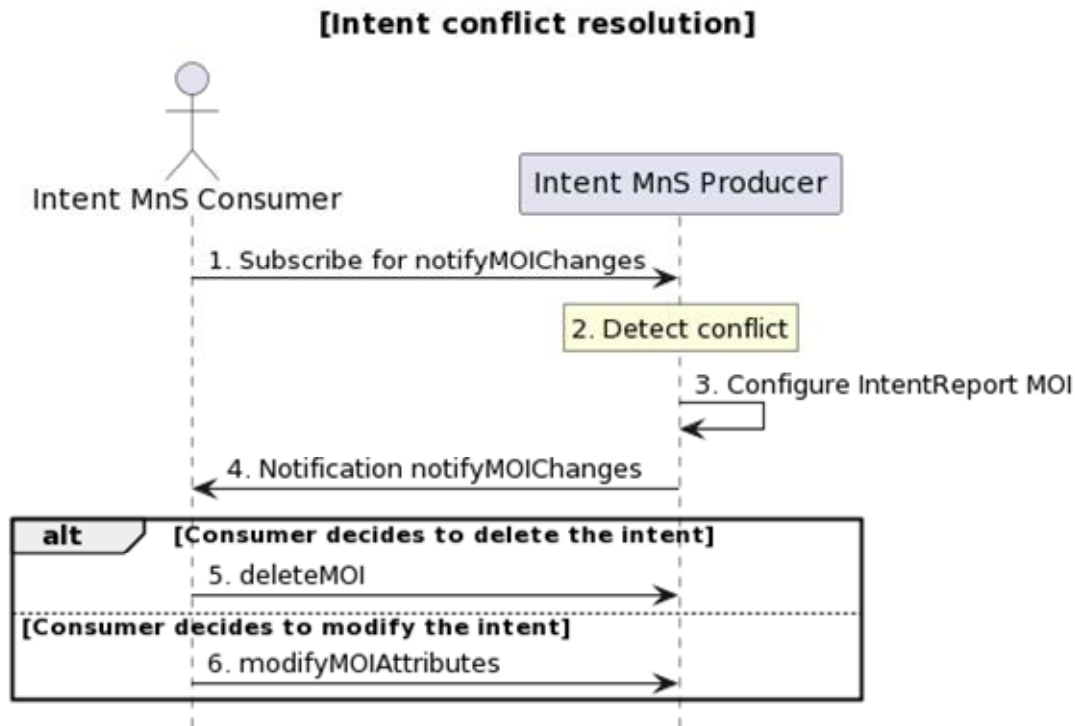 [Intent conflict resolution]
Intent MnS Consumer
Intent MnS Producer
1. Subscribe for notifyMOIChanges
2. Detect conflict
3. Configure IntentReport MOI
4. Notification notifyMOIChanges
alt
[Consumer decides to delete the intent]
5. deleteMOI
[Consumer decides to modify the intent]
6. modifyMOIAttributes